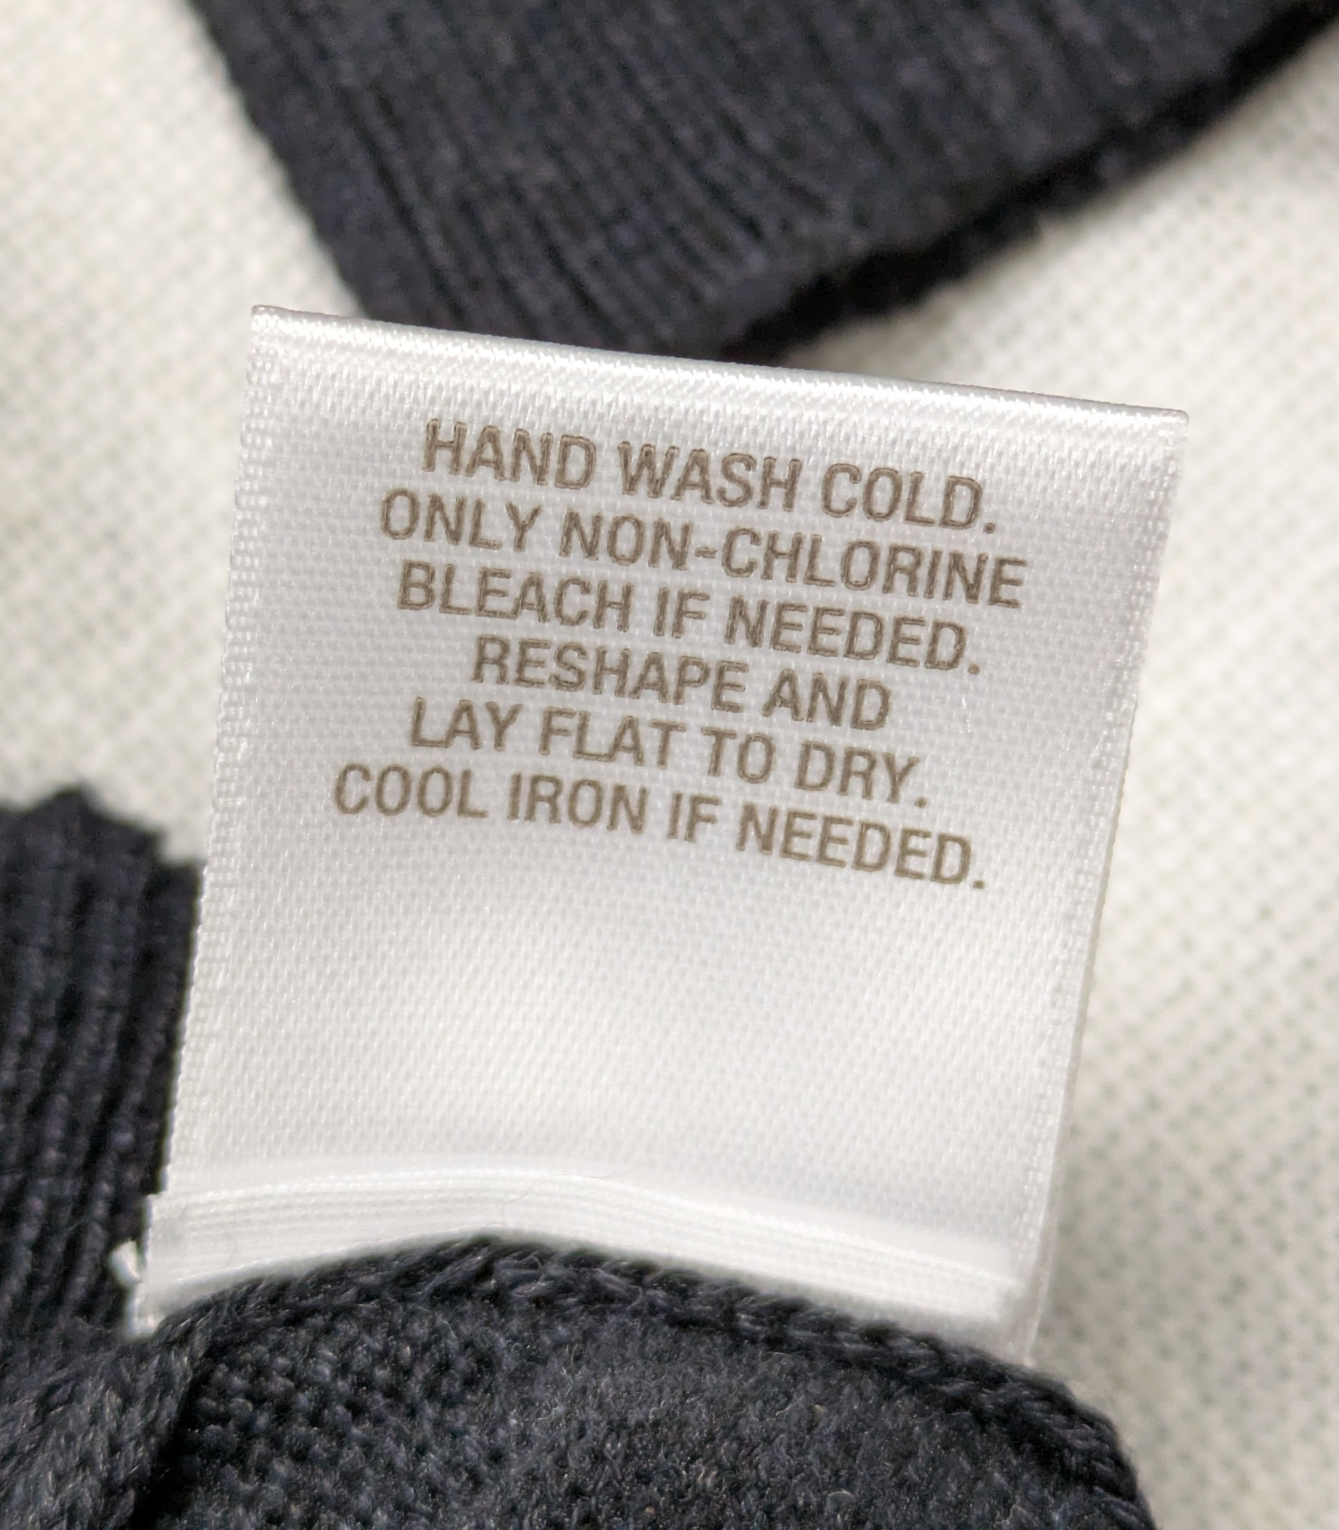 HAND WASH COLD.
ONLY NON-CHLORINE
BLEACH IF NEEDED.
RESHAPE AND
LAY FLAT TO DRY.
COOL IRON IF NEEDED.